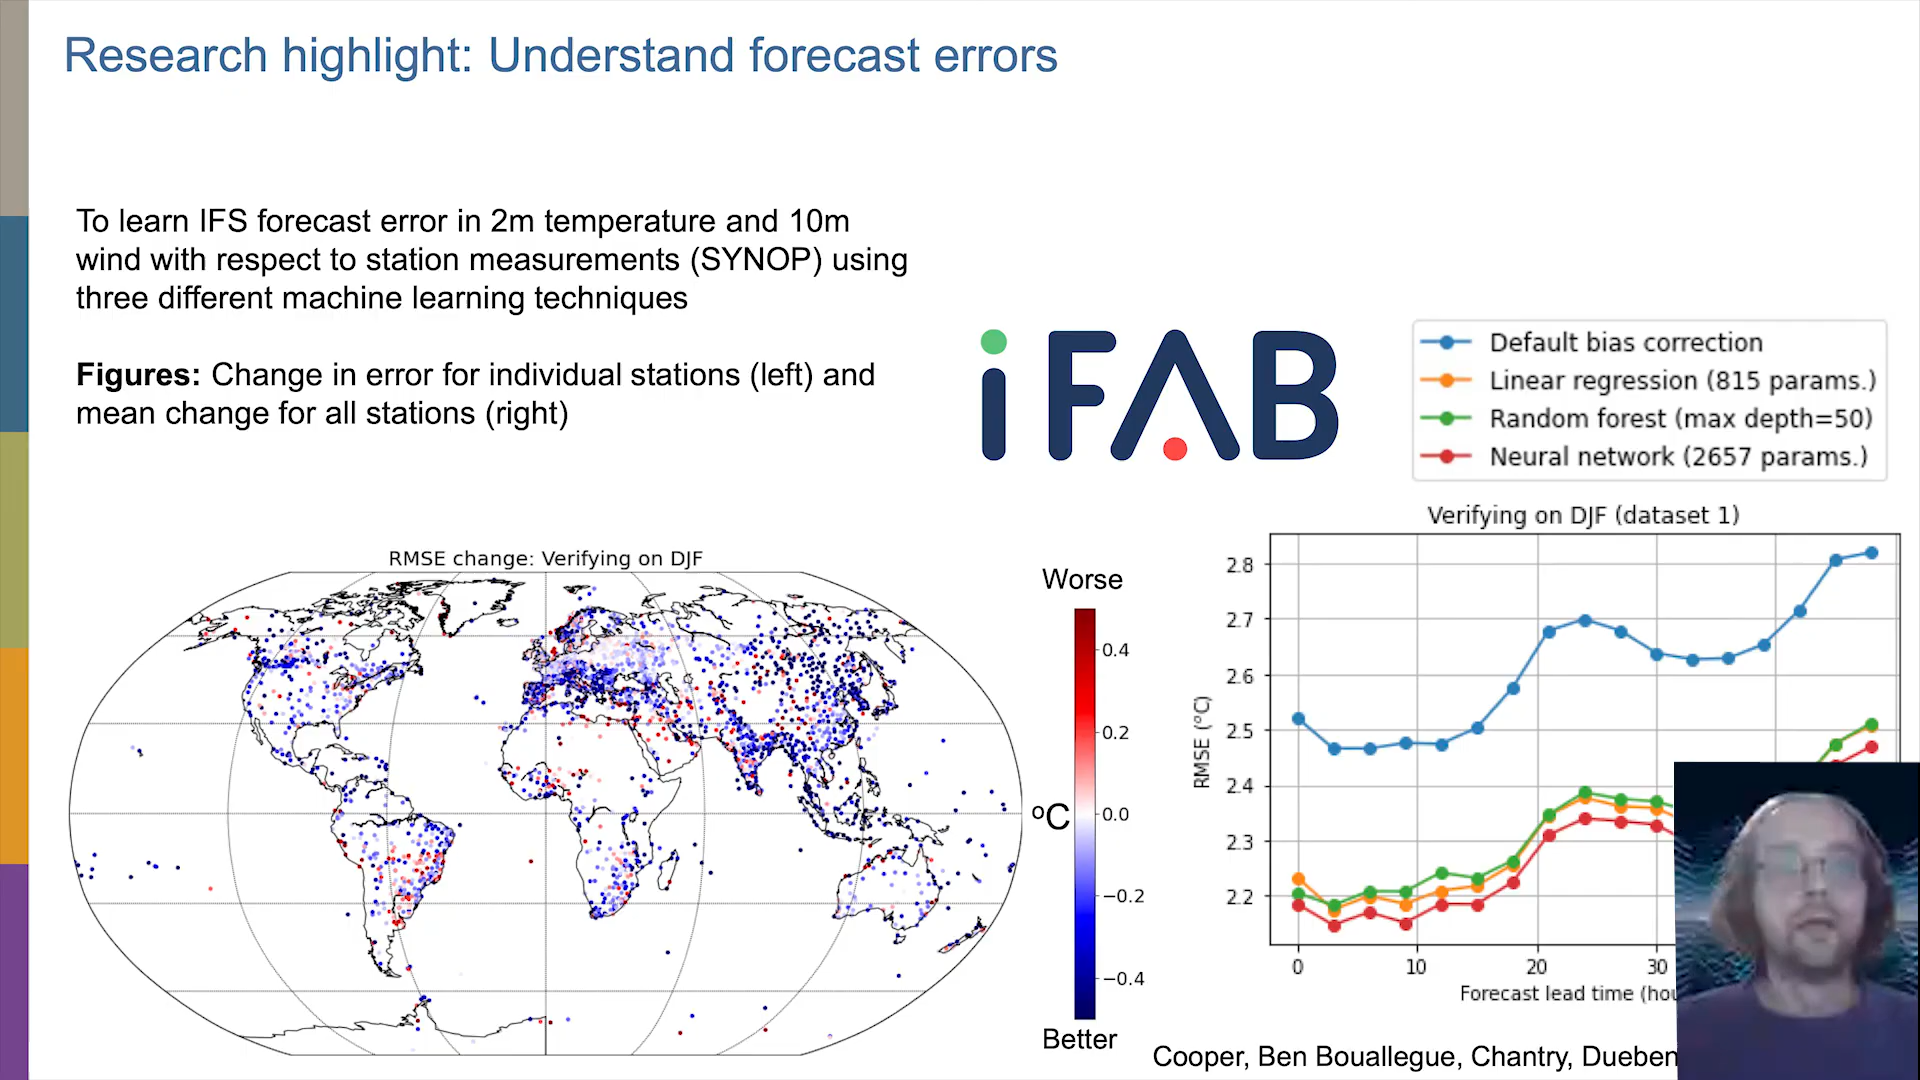 Research highlight: Understand forecast errors
To learn IFS forecast error in 2m temperature and 10m
wind with respect to station measurements (SYNOP) using
three different machine learning techniques
Figures: Change in error for individual stations (left) and
mean change for all stations (right)
iFAB
Default bias correction
Linear regression (815 params.)
Random forest (max depth=50)
Neural network (2657 params.)
RMSE change: Verifying on DJF
Worse
0.4
0.2
0.0
−0.2
−0.4
°C
Better
Verifying on DJF (dataset 1)
RMSE (°C)
2.8
2.7
2.6
2.5
2.4
2.3
2.2
0 10 20 30
Forecast lead time (hou
Cooper, Ben Bouallegue, Chantry, Dueben